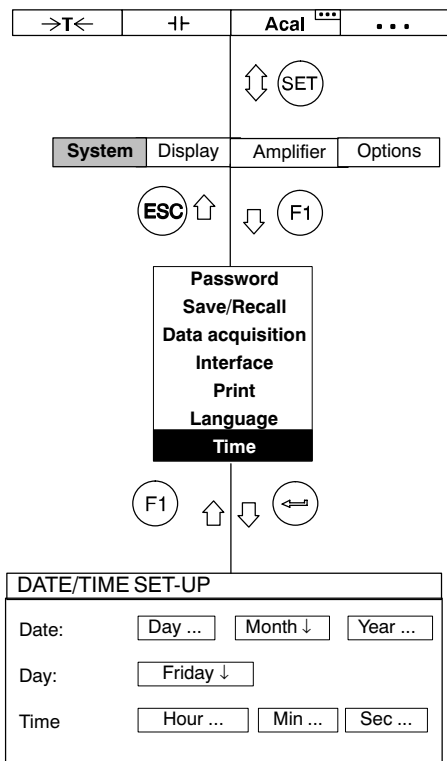 →T← ⊣⊢ Acal ... ...
SET
System Display Amplifier Options
ESC F1
Password
Save/Recall
Data acquisition
Interface
Print
Language
Time
F1
DATE/TIME SET-UP
Date: Day ... Month ↓ Year ...
Day: Friday ↓
Time Hour ... Min ... Sec ...